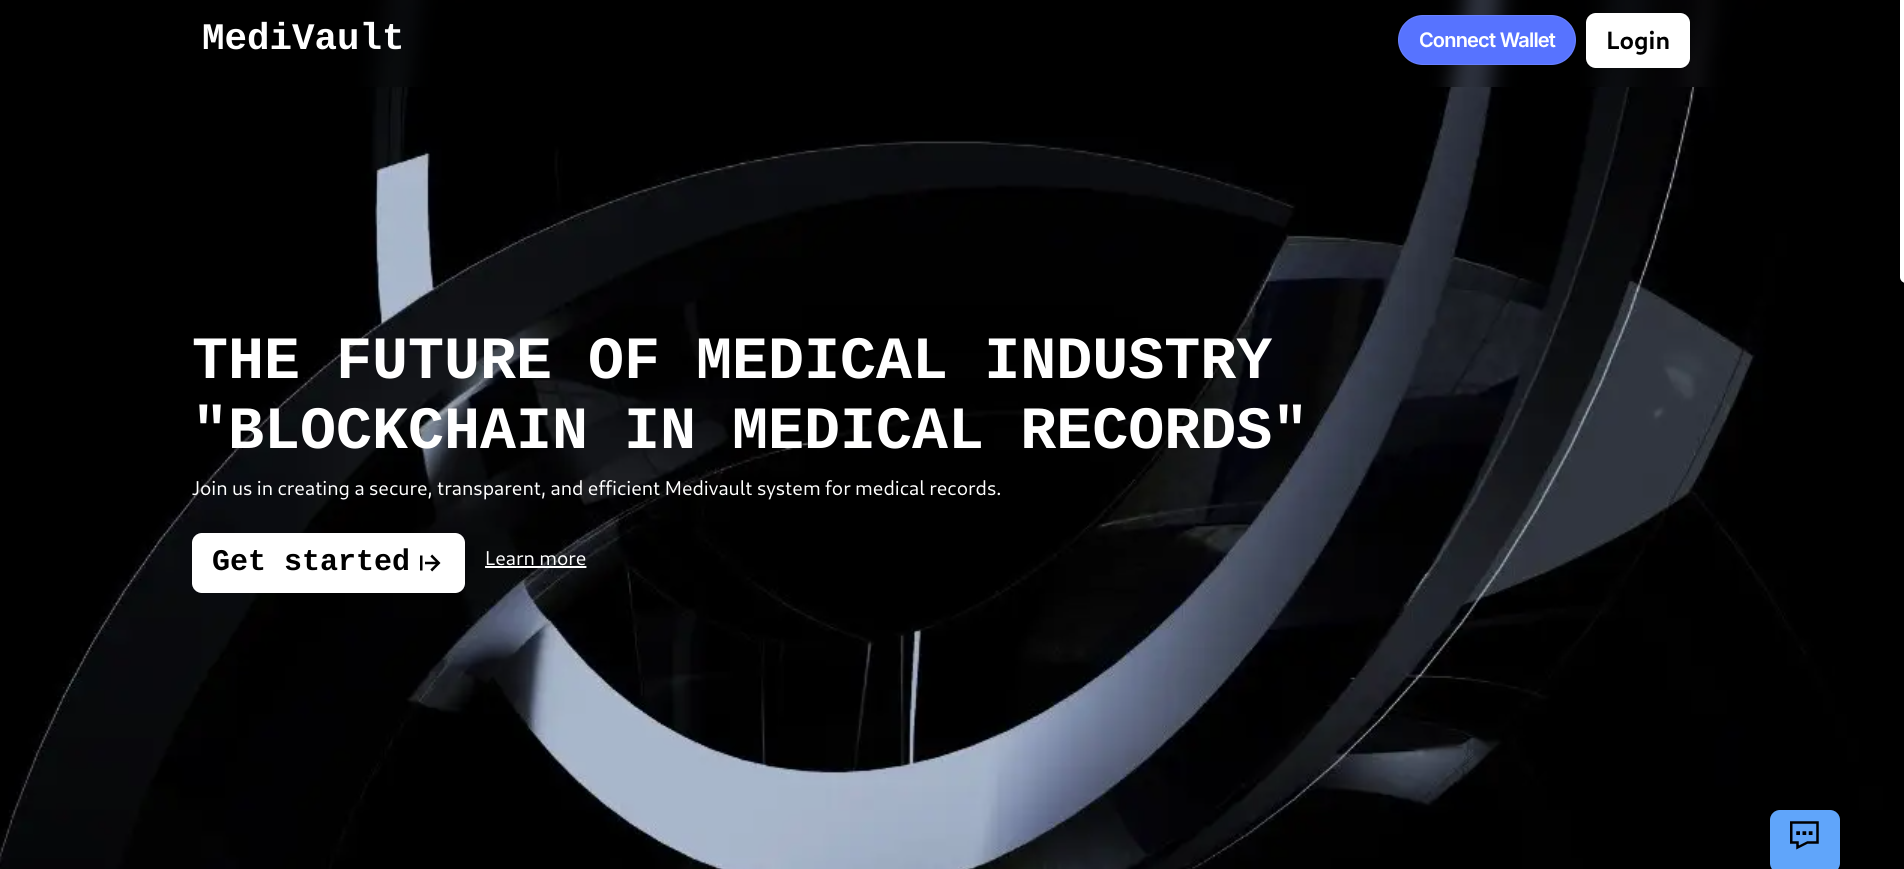 MediVault
Connect Wallet
Login
THE FUTURE OF MEDICAL INDUSTRY
"BLOCKCHAIN IN MEDICAL RECORDS"
Join us in creating a secure, transparent, and efficient Medivault system for medical records.
Get started
Learn more